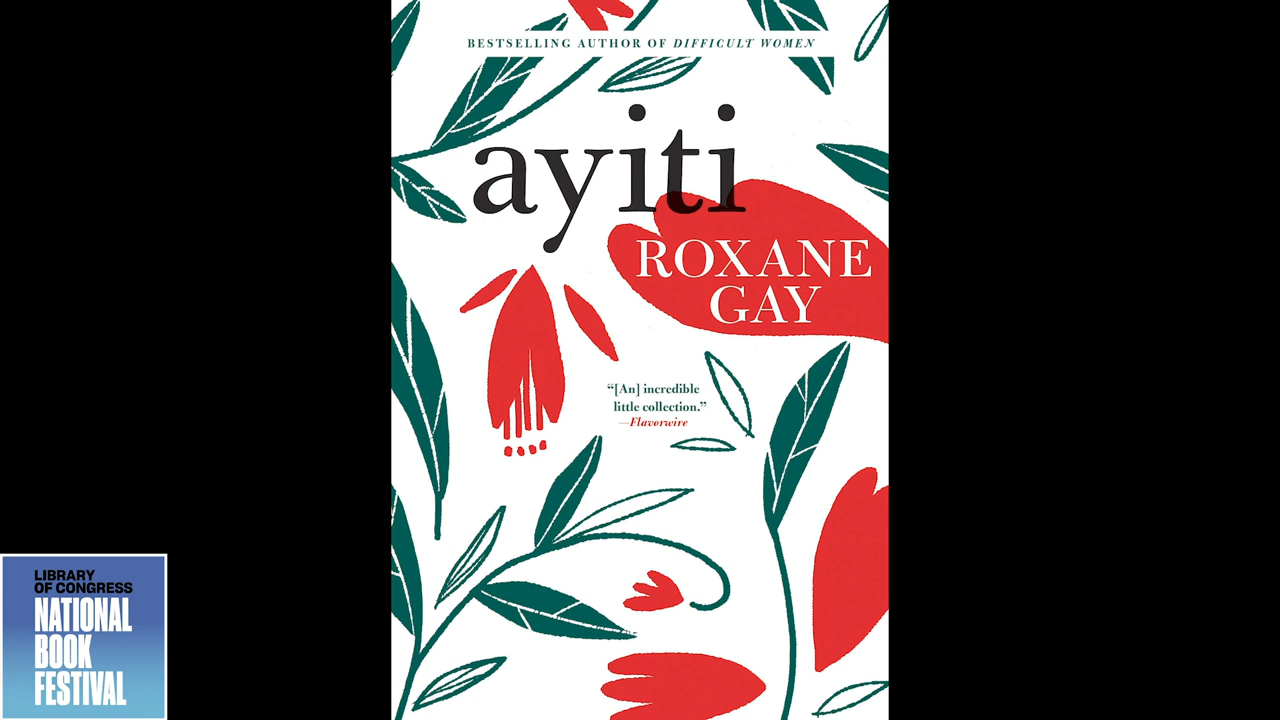 BESTSELLING AUTHOR OF DIFFICULT WOMEN
ayiti
ROXANE
GAY
“[An] incredible
little collection.”
—Flavorwire
LIBRARY
OF CONGRESS
NATIONAL
BOOK
FESTIVAL